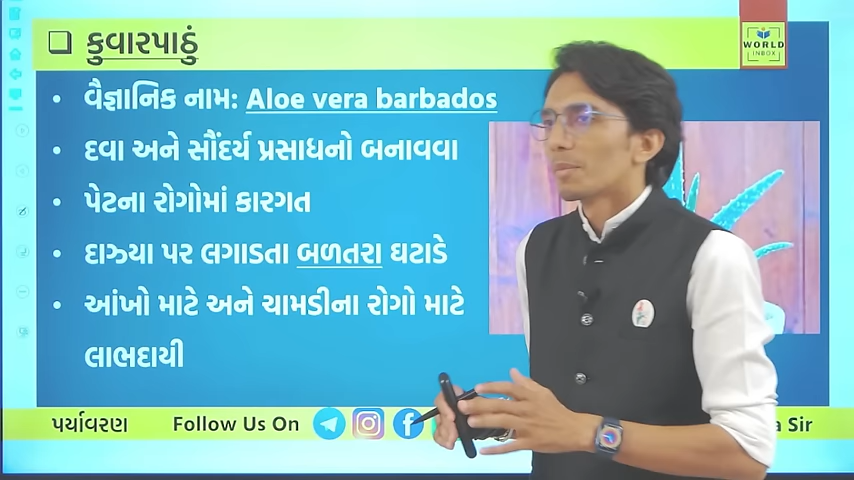 ❑ કુવારપાઠું
WORLD
INBOX
• વૈજ્ઞાનિક નામ: Aloe vera barbados
• દવા અને સૌંદર્ય પ્રસાધનો બનાવવા
• પેટના રોગોમાં કારગત
• દાઝ્યા પર લગાડતા બળતરા ઘટાડે
• આંખો માટે અને ચામડીના રોગો માટે
લાભદાયી
પર્યાવરણ Follow Us On Sir